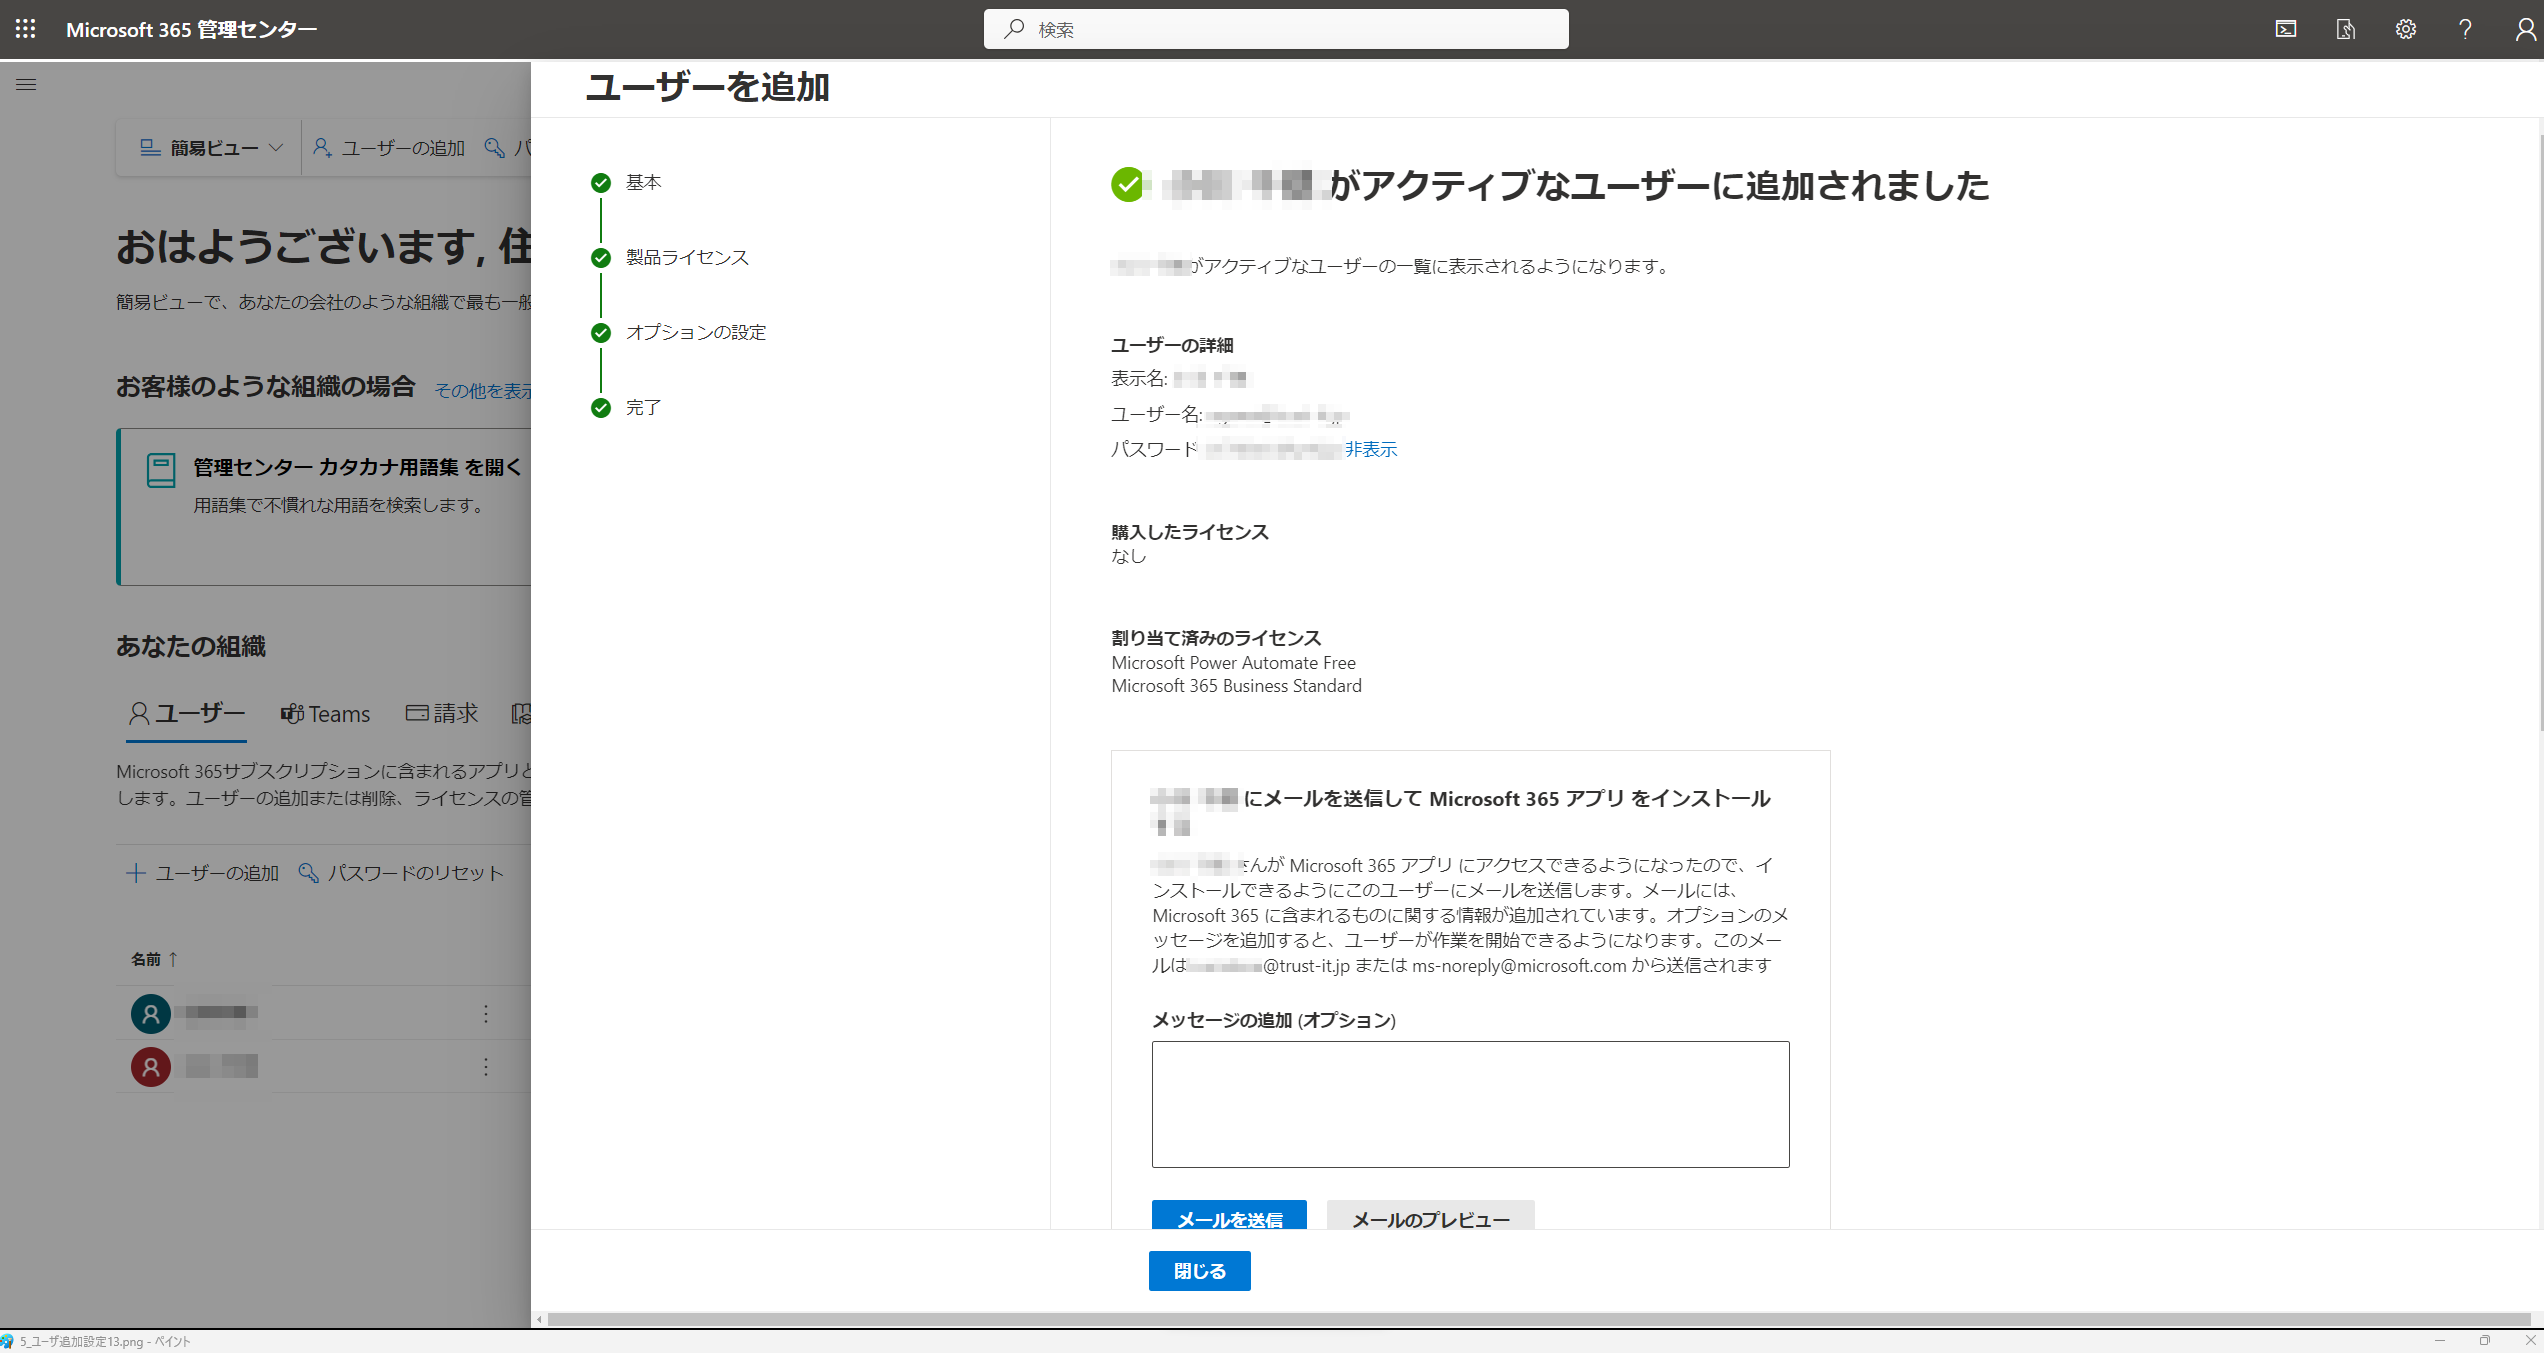 Microsoft 365 管理センター
検索
簡易ビュー
ユーザーの追加
パ
おはようございます, 住
簡易ビューで、あなたの会社のような組織で最も一般
お客様のような組織の場合 その他を表示
管理センター カタカナ用語集 を開く
用語集で不慣れな用語を検索します。
あなたの組織
ユーザー
Teams
請求
Microsoft 365サブスクリプションに含まれるアプリと
します。ユーザーの追加または削除、ライセンスの管
ユーザーの追加
パスワードのリセット
名前 ↑
ユーザーを追加
基本
製品ライセンス
オプションの設定
完了
がアクティブなユーザーに追加されました
がアクティブなユーザーの一覧に表示されるようになります。
ユーザーの詳細
表示名:
ユーザー名:
パスワード 非表示
購入したライセンス
なし
割り当て済みのライセンス
Microsoft Power Automate Free
Microsoft 365 Business Standard
にメールを送信して Microsoft 365 アプリ をインストール
さんが Microsoft 365 アプリ にアクセスできるようになったので、イ
ンストールできるようにこのユーザーにメールを送信します。メールには、
Microsoft 365 に含まれるものに関する情報が追加されています。オプションのメ
ッセージを追加すると、ユーザーが作業を開始できるようになります。このメー
ルは @trust-it.jp または ms-noreply@microsoft.com から送信されます
メッセージの追加 (オプション)
メールを送信
メールのプレビュー
閉じる
5_ユーザ追加設定13.png - ペイント